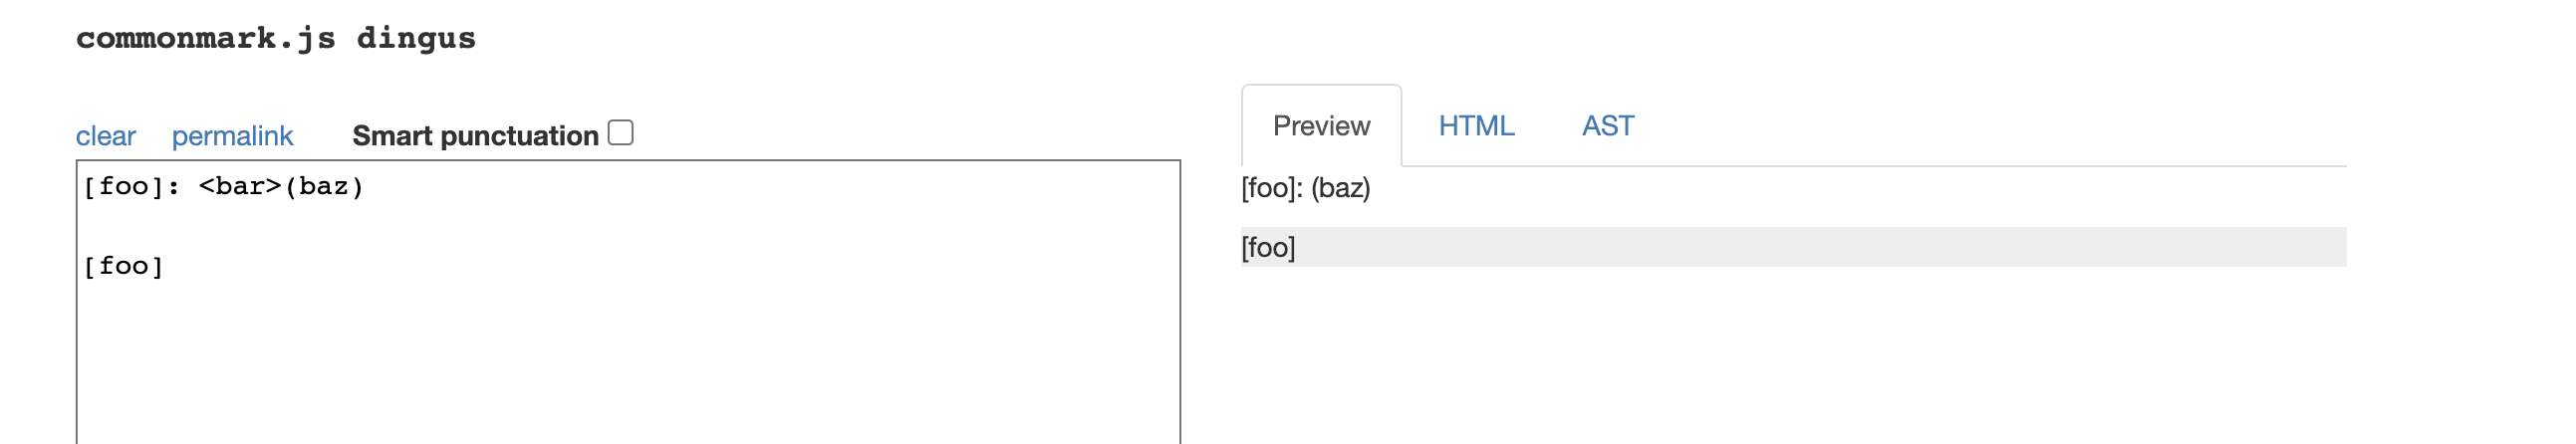 commonmark.js dingus
clear permalink Smart punctuation
Preview HTML AST
[foo]: <bar>(baz)
[foo]
[foo]: (baz)
[foo]